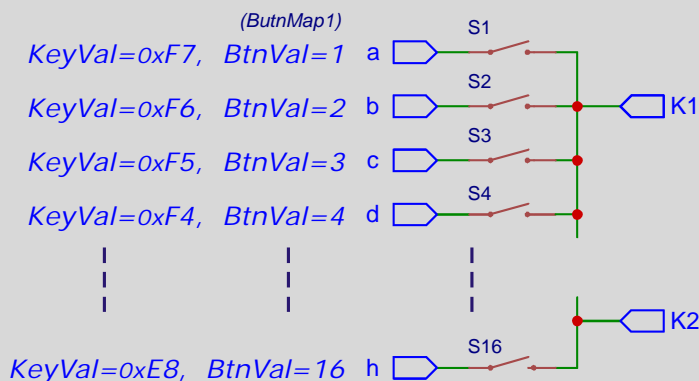 (ButnMap1)
S1
KeyVal=0xF7, BtnVal=1 a
S2
KeyVal=0xF6, BtnVal=2 b K1
S3
KeyVal=0xF5, BtnVal=3 c
S4
KeyVal=0xF4, BtnVal=4 d
K2
S16
KeyVal=0xE8, BtnVal=16 h